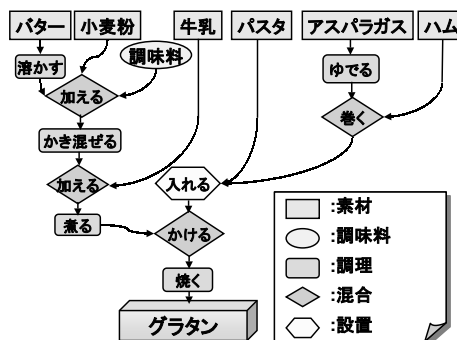 バター
小麦粉
牛乳
パスタ
アスパラガス
ハム
溶かす
調味料
ゆでる
加える
巻く
かき混ぜる
加える
入れる
煮る
かける
焼く
グラタン
:素材
:調味料
:調理
:混合
:設置